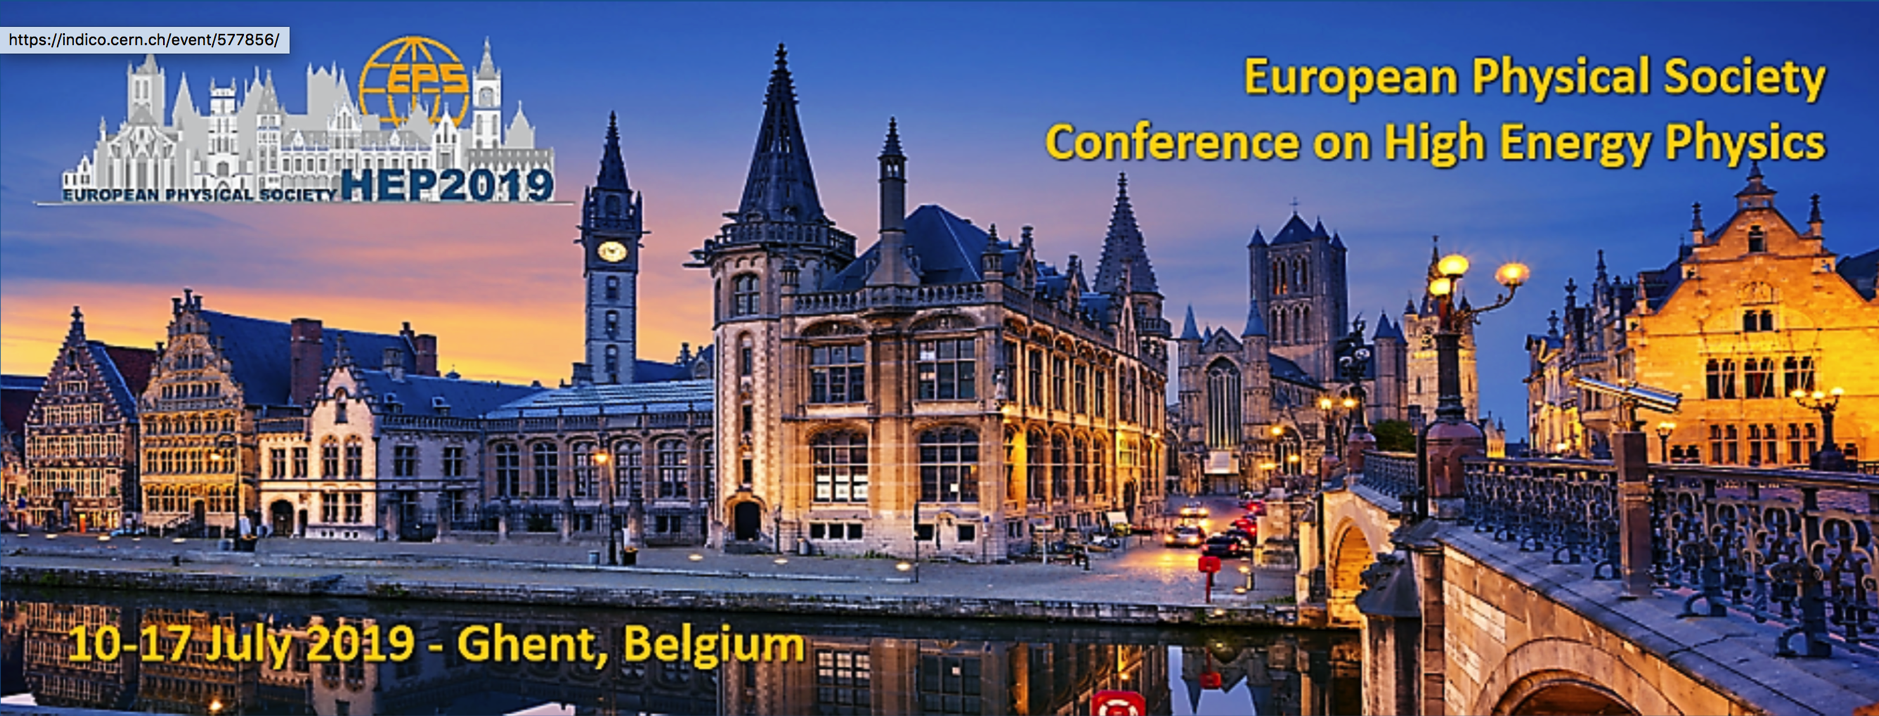 https://indico.cern.ch/event/577856/
EPS
EUROPEAN PHYSICAL SOCIETY HEP2019
European Physical Society
Conference on High Energy Physics
10-17 July 2019 - Ghent, Belgium